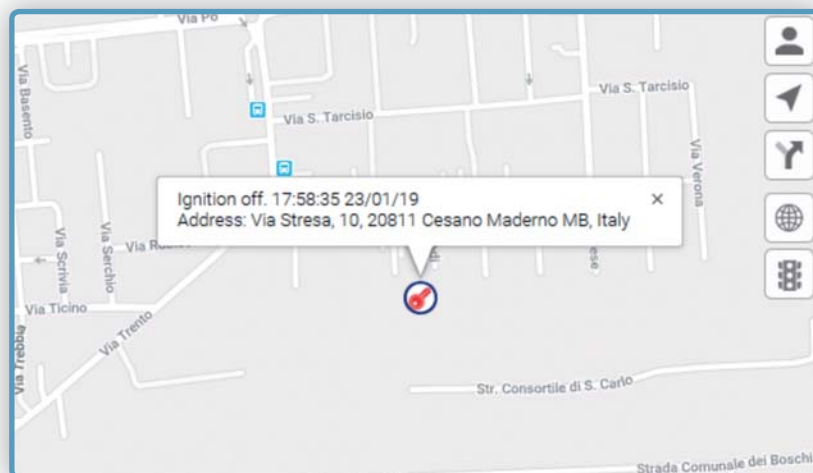 Via Po
Via Basento
Via S. Tarcisio
Via S. Tarcisio
Via Verona
Ignition off. 17:58:35 23/01/19
Address: Via Stresa, 10, 20811 Cesano Maderno MB, Italy
Via Scrivia
Via Serchio
Via
Via Ticino
Via Trento
Via Trebbia
Str. Consortile di S. Carlo
Strada Comunale dei Boschi